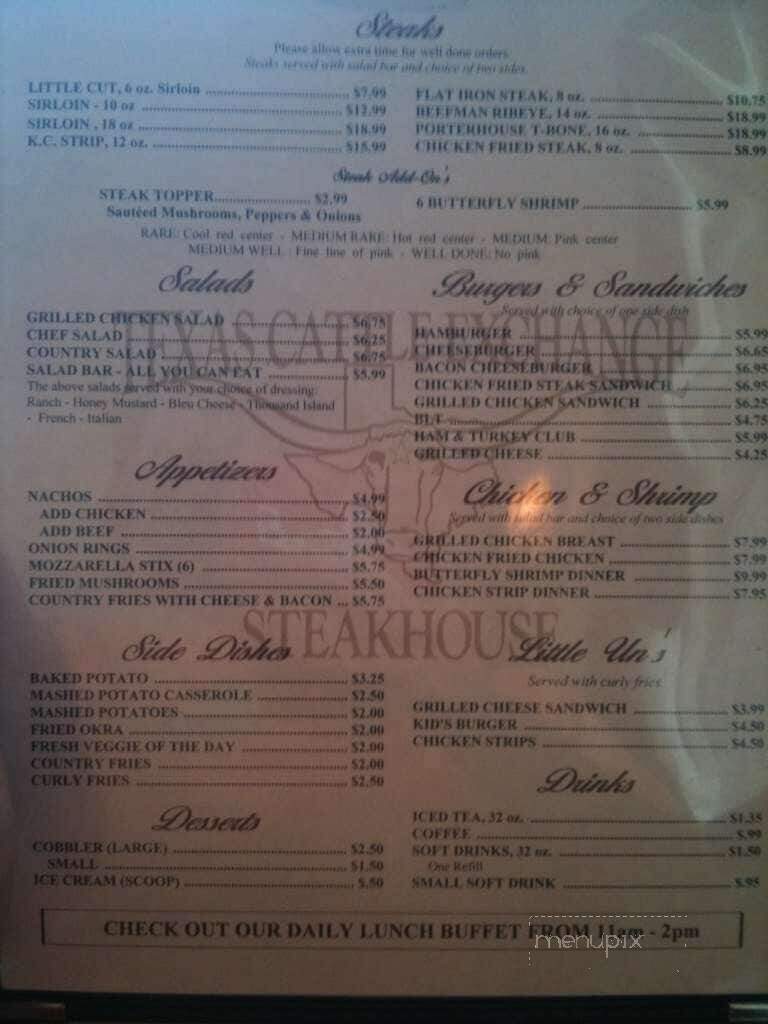 Steaks
Please allow extra time for well done orders.
Steaks served with salad bar and choice of two sides.
LITTLE CUT, 6 oz. Sirloin $7.99
SIRLOIN - 10 oz $12.99
SIRLOIN , 18 oz $18.99
K.C. STRIP, 12 oz. $15.99
FLAT IRON STEAK, 8 oz. $10.75
BEEFMAN RIBEYE, 14 oz. $18.99
PORTERHOUSE T-BONE, 16 oz. $18.99
CHICKEN FRIED STEAK, 8 oz. $8.99
Steak Add-On's
STEAK TOPPER $2.99
Sautéed Mushrooms, Peppers & Onions
6 BUTTERFLY SHRIMP $5.99
RARE: Cool red center - MEDIUM RARE: Hot red center - MEDIUM: Pink center
MEDIUM WELL : Fine line of pink - WELL DONE: No pink
TEXAS CATTLE EXCHANGE
STEAKHOUSE
Salads
GRILLED CHICKEN SALAD $6.75
CHEF SALAD $6.25
COUNTRY SALAD $6.75
SALAD BAR - ALL YOU CAN EAT $5.99
The above salads served with your choice of dressing:
Ranch - Honey Mustard - Bleu Cheese - Thousand Island
- French - Italian
Appetizers
NACHOS $4.99
ADD CHICKEN $2.50
ADD BEEF $2.00
ONION RINGS $4.99
MOZZARELLA STIX (6) $5.75
FRIED MUSHROOMS $5.50
COUNTRY FRIES WITH CHEESE & BACON ... $5.75
Side Dishes
BAKED POTATO $3.25
MASHED POTATO CASSEROLE $2.50
MASHED POTATOES $2.00
FRIED OKRA $2.00
FRESH VEGGIE OF THE DAY $2.00
COUNTRY FRIES $2.00
CURLY FRIES $2.50
Desserts
COBBLER (LARGE) $2.50
SMALL $1.50
ICE CREAM (SCOOP) $.50
Burgers & Sandwiches
Served with choice of one side dish
HAMBURGER $5.99
CHEESEBURGER $6.65
BACON CHEESEBURGER $6.95
CHICKEN FRIED STEAK SANDWICH $6.95
GRILLED CHICKEN SANDWICH $6.25
BLT $4.75
HAM & TURKEY CLUB $5.99
GRILLED CHEESE $4.25
Chicken & Shrimp
Served with salad bar and choice of two side dishes
GRILLED CHICKEN BREAST $7.99
CHICKEN FRIED CHICKEN $7.99
BUTTERFLY SHRIMP DINNER $9.99
CHICKEN STRIP DINNER $7.95
Little Un's
Served with curly fries.
GRILLED CHEESE SANDWICH $3.99
KID'S BURGER $4.50
CHICKEN STRIPS $4.50
Drinks
ICED TEA, 32 oz. $1.35
COFFEE $.99
SOFT DRINKS, 32 oz. $1.50
One Refill
SMALL SOFT DRINK $.95
CHECK OUT OUR DAILY LUNCH BUFFET FROM 11am - 2pm
menupix